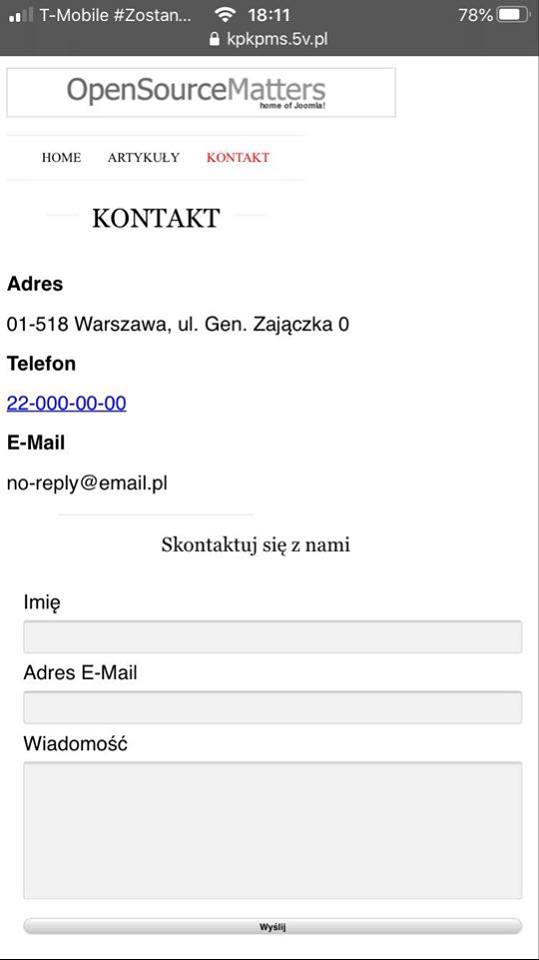 T-Mobile #Zostan... 18:11 78%
kpkpms.5v.pl
OpenSourceMatters
home of Joomla!
HOME ARTYKUŁY KONTAKT
KONTAKT
Adres
01-518 Warszawa, ul. Gen. Zajączka 0
Telefon
22-000-00-00
E-Mail
no-reply@email.pl
Skontaktuj się z nami
Imię
Adres E-Mail
Wiadomość
Wyślij